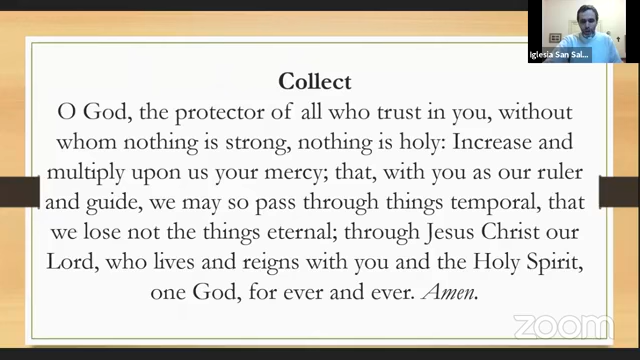 Iglesia San Sal...
Collect
O God, the protector of all who trust in you, without
whom nothing is strong, nothing is holy: Increase and
multiply upon us your mercy; that, with you as our ruler
and guide, we may so pass through things temporal, that
we lose not the things eternal; through Jesus Christ our
Lord, who lives and reigns with you and the Holy Spirit,
one God, for ever and ever. Amen.
zoom